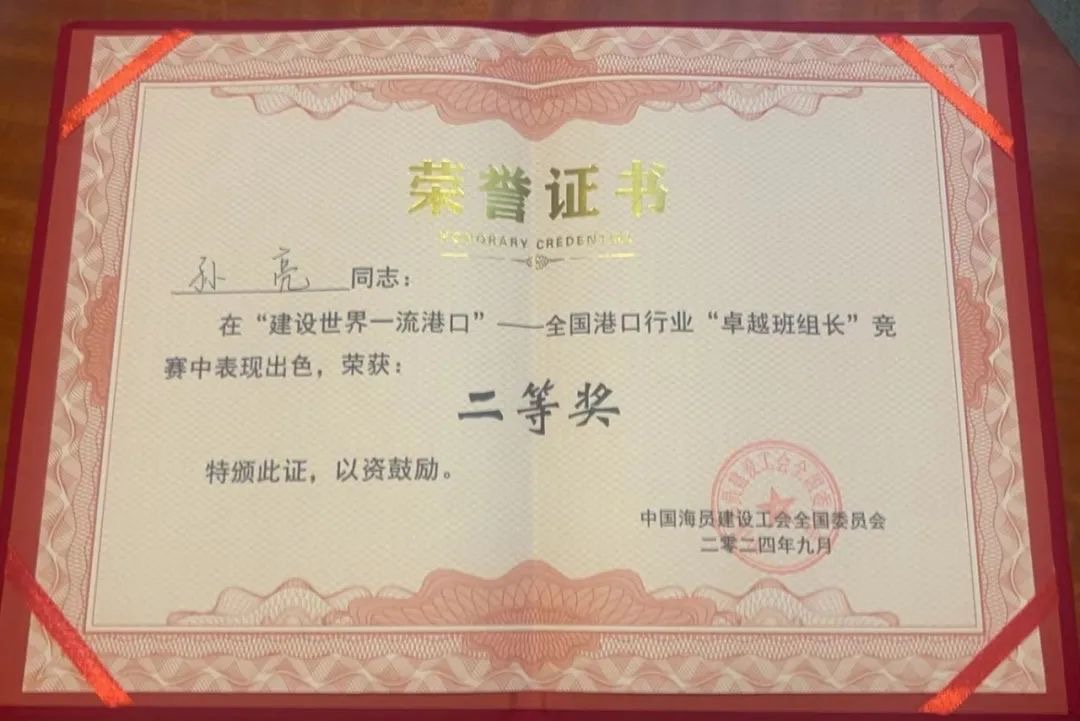 荣誉证书
HONORARY CREDENTIAL
孙 亮 同志：
在“建设世界一流港口”——全国港口行业“卓越班组长”竞
赛中表现出色，荣获：
二等奖
特颁此证，以资鼓励。
中国海员建设工会全国委员会
二零二四年九月